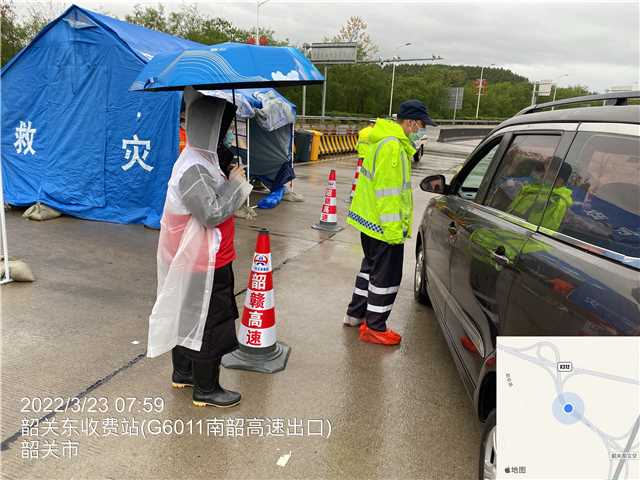 救 灾
韶
赣
高
速
2022/3/23 07:59
韶关东收费站(G6011南韶高速出口)
韶关市
X312
地图